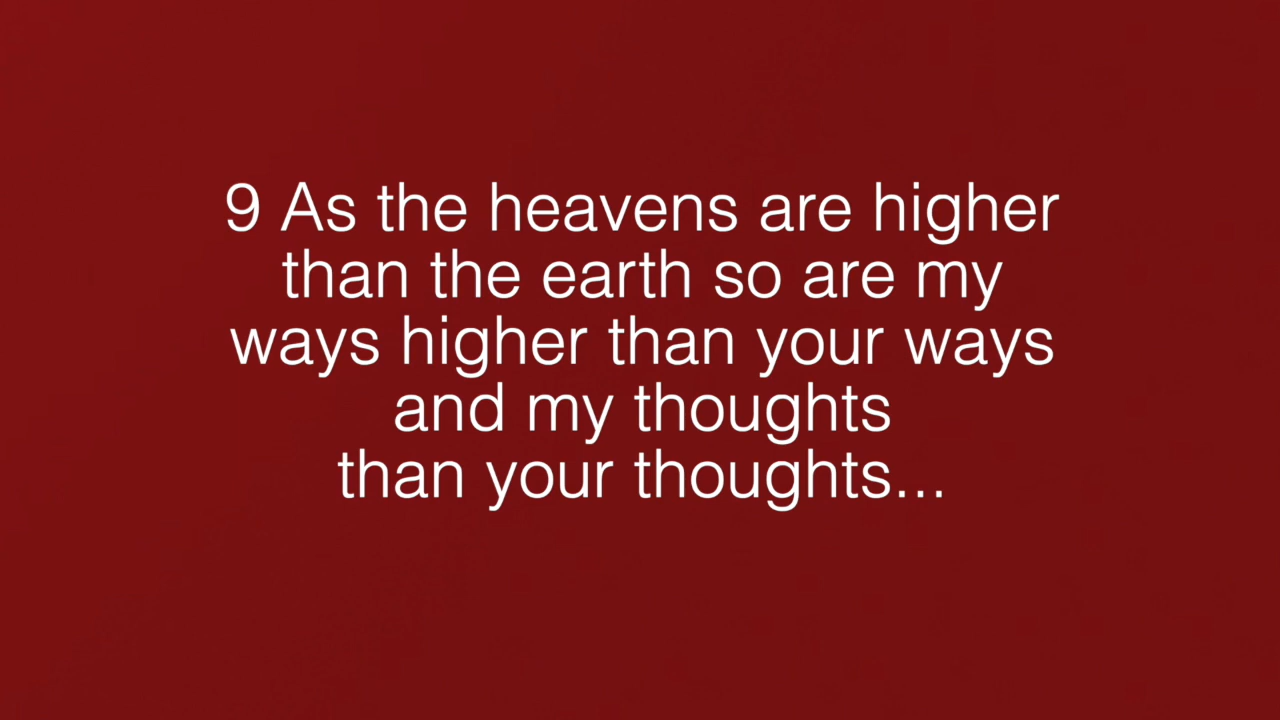 9 As the heavens are higher
than the earth so are my
ways higher than your ways
and my thoughts
than your thoughts...